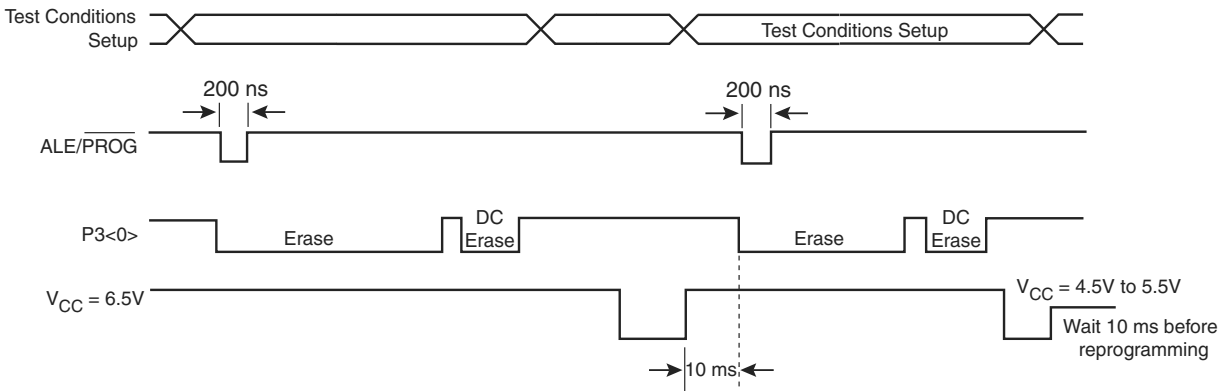 Test Conditions
Setup
Test Conditions Setup
200 ns
200 ns
ALE/PROG
P3<0>
Erase
DC
Erase
Erase
DC
Erase
VCC = 6.5V
VCC = 4.5V to 5.5V
Wait 10 ms before
reprogramming
10 ms